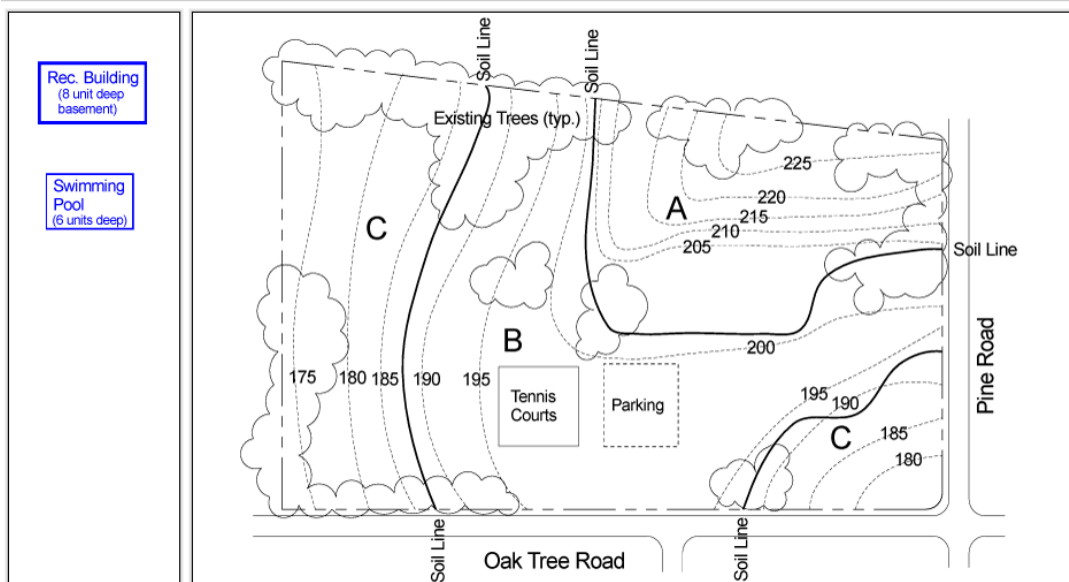 Rec. Building
(8 unit deep
basement)
Swimming
Pool
(6 units deep)
Soil Line
Soil Line
Existing Trees (typ.)
225
220
A
215
210
205
C
Soil Line
B
200
175
180
185
190
195
Tennis
Courts
Parking
195
190
C
185
180
Pine Road
Soil Line
Oak Tree Road
Soil Line